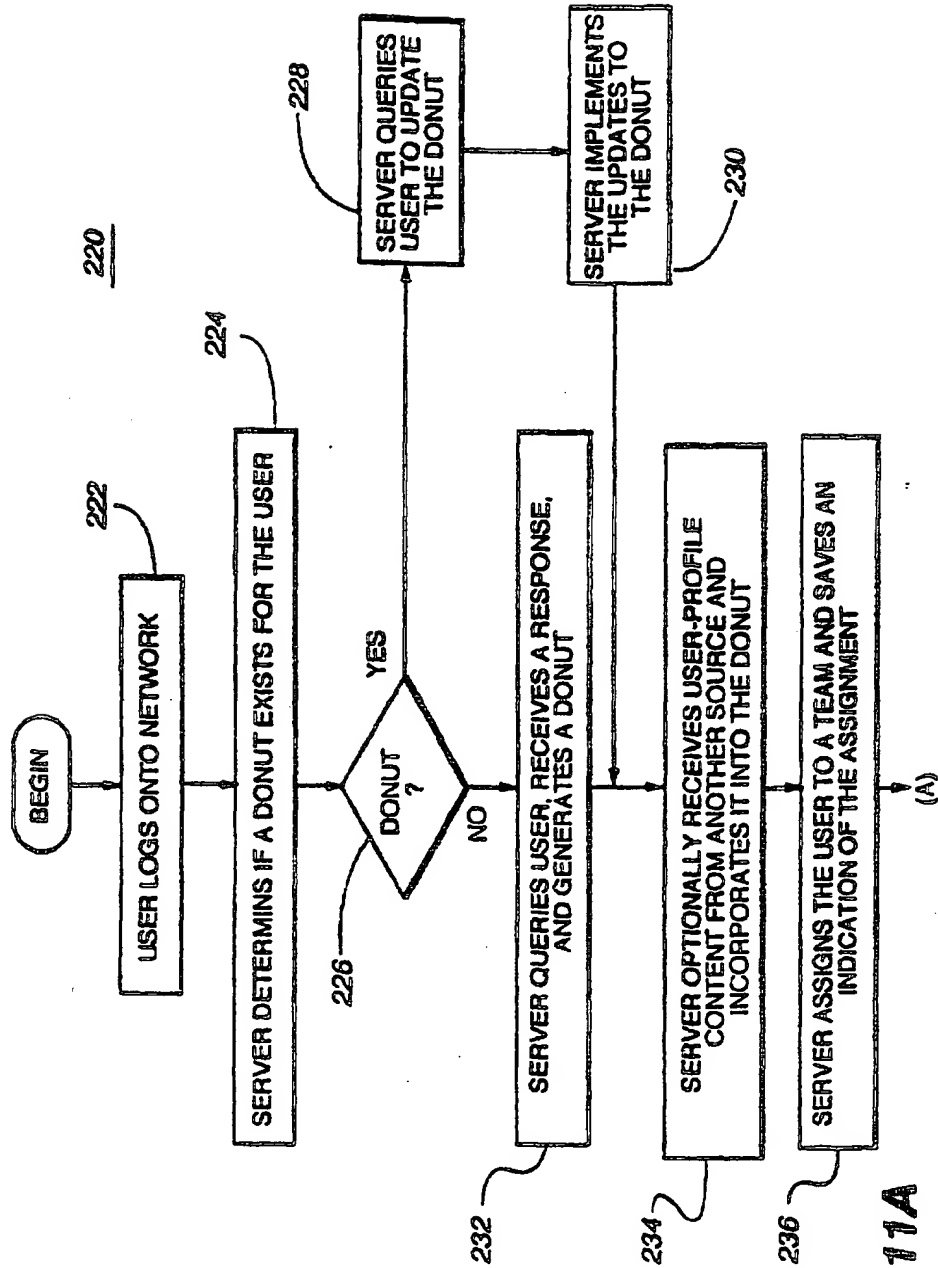 220
BEGIN
222
USER LOGS ONTO NETWORK
224
SERVER DETERMINS IF A DONUT EXISTS FOR THE USER
226
DONUT
?
YES
NO
228
SERVER QUERIES
USER TO UPDATE
THE DONUT
SERVER IMPLEMENTS
THE UPDATES TO
THE DONUT
230
232
SERVER QUERIES USER, RECEIVES A RESPONSE,
AND GENERATES A DONUT
234
SERVER OPTIONALLY RECEIVES USER-PROFILE
CONTENT FROM ANOTHER SOURCE AND
INCORPORATES IT INTO THE DONUT
236
SERVER ASSIGNS THE USER TO A TEAM AND SAVES AN
INDICATION OF THE ASSIGNMENT
(A)
11A